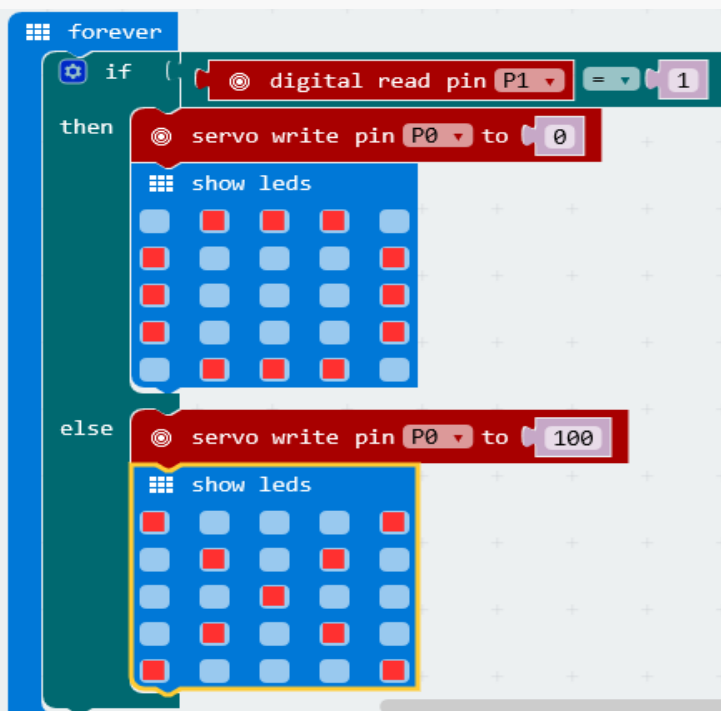 forever
if digital read pin P1 = 1
then servo write pin P0 to 0
show leds
else servo write pin P0 to 100
show leds